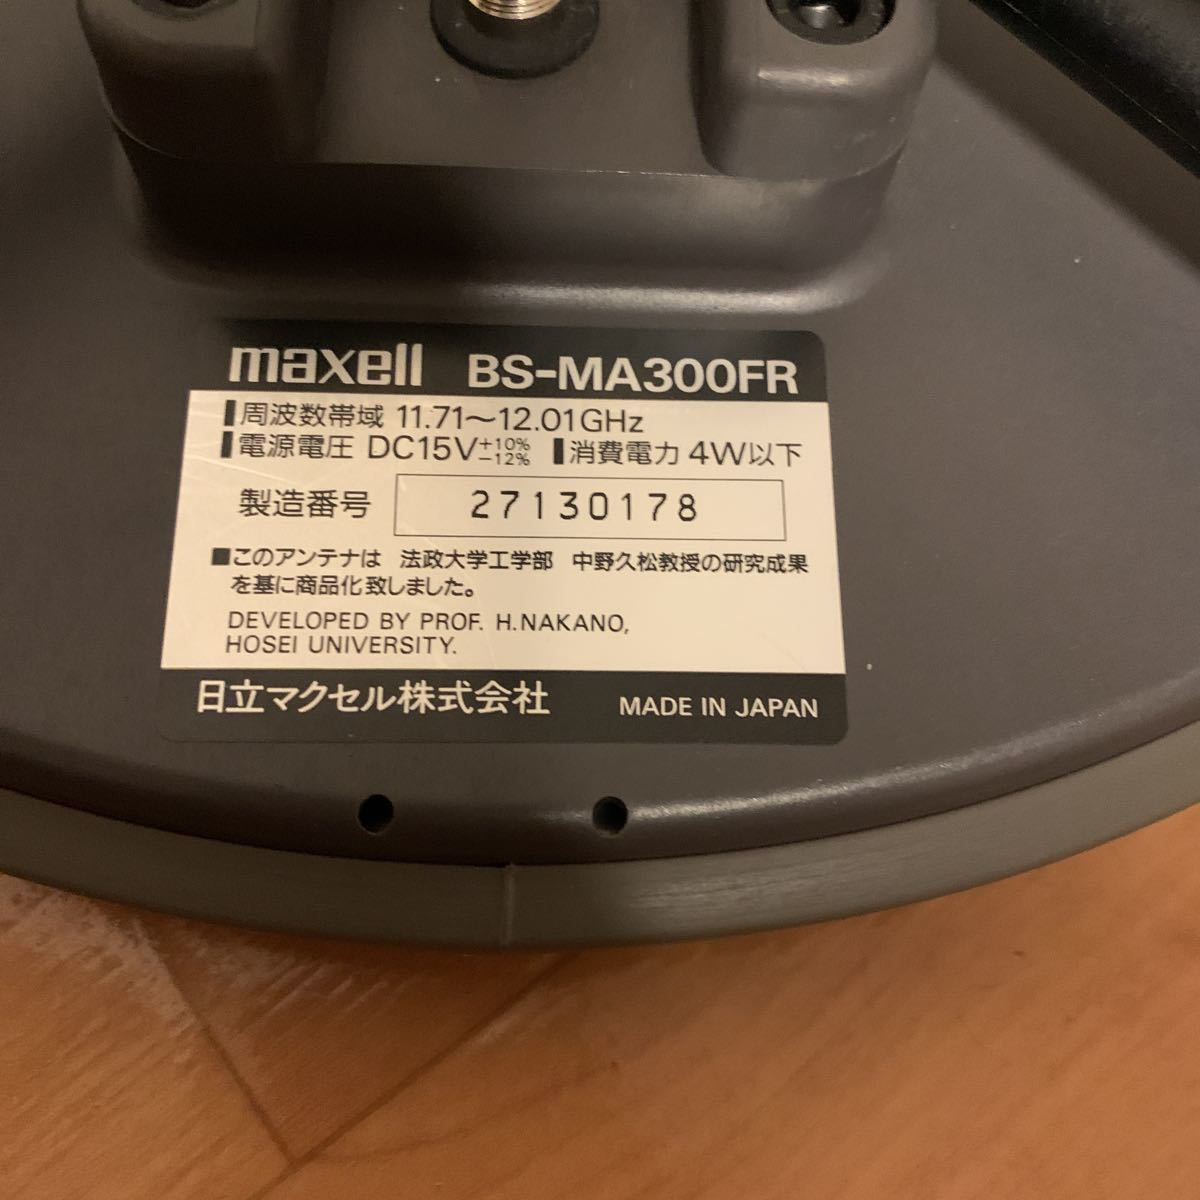 maxell BS-MA300FR
▌周波数帯域 11.71～12.01GHz
▌電源電圧 DC15V+10% -12% ▌消費電力 4W以下
製造番号 27130178
■このアンテナは 法政大学工学部 中野久松教授の研究成果
を基に商品化致しました。
DEVELOPED BY PROF. H.NAKANO,
HOSEI UNIVERSITY.
日立マクセル株式会社 MADE IN JAPAN